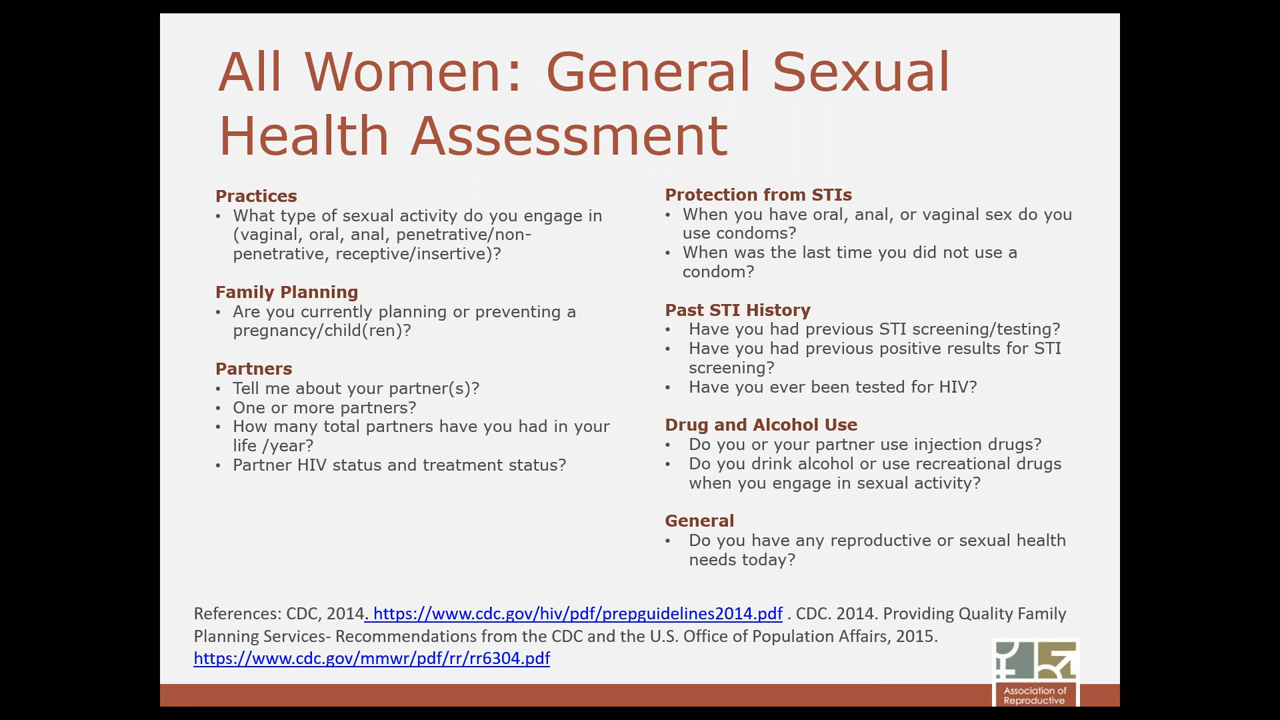 All Women: General Sexual
Health Assessment
Practices
• What type of sexual activity do you engage in
(vaginal, oral, anal, penetrative/non-
penetrative, receptive/insertive)?
Family Planning
• Are you currently planning or preventing a
pregnancy/child(ren)?
Partners
• Tell me about your partner(s)?
• One or more partners?
• How many total partners have you had in your
life /year?
• Partner HIV status and treatment status?
Protection from STIs
• When you have oral, anal, or vaginal sex do you
use condoms?
• When was the last time you did not use a
condom?
Past STI History
• Have you had previous STI screening/testing?
• Have you had previous positive results for STI
screening?
• Have you ever been tested for HIV?
Drug and Alcohol Use
• Do you or your partner use injection drugs?
• Do you drink alcohol or use recreational drugs
when you engage in sexual activity?
General
• Do you have any reproductive or sexual health
needs today?
References: CDC, 2014. https://www.cdc.gov/hiv/pdf/prepguidelines2014.pdf . CDC. 2014. Providing Quality Family
Planning Services- Recommendations from the CDC and the U.S. Office of Population Affairs, 2015.
https://www.cdc.gov/mmwr/pdf/rr/rr6304.pdf
Association of
Reproductive